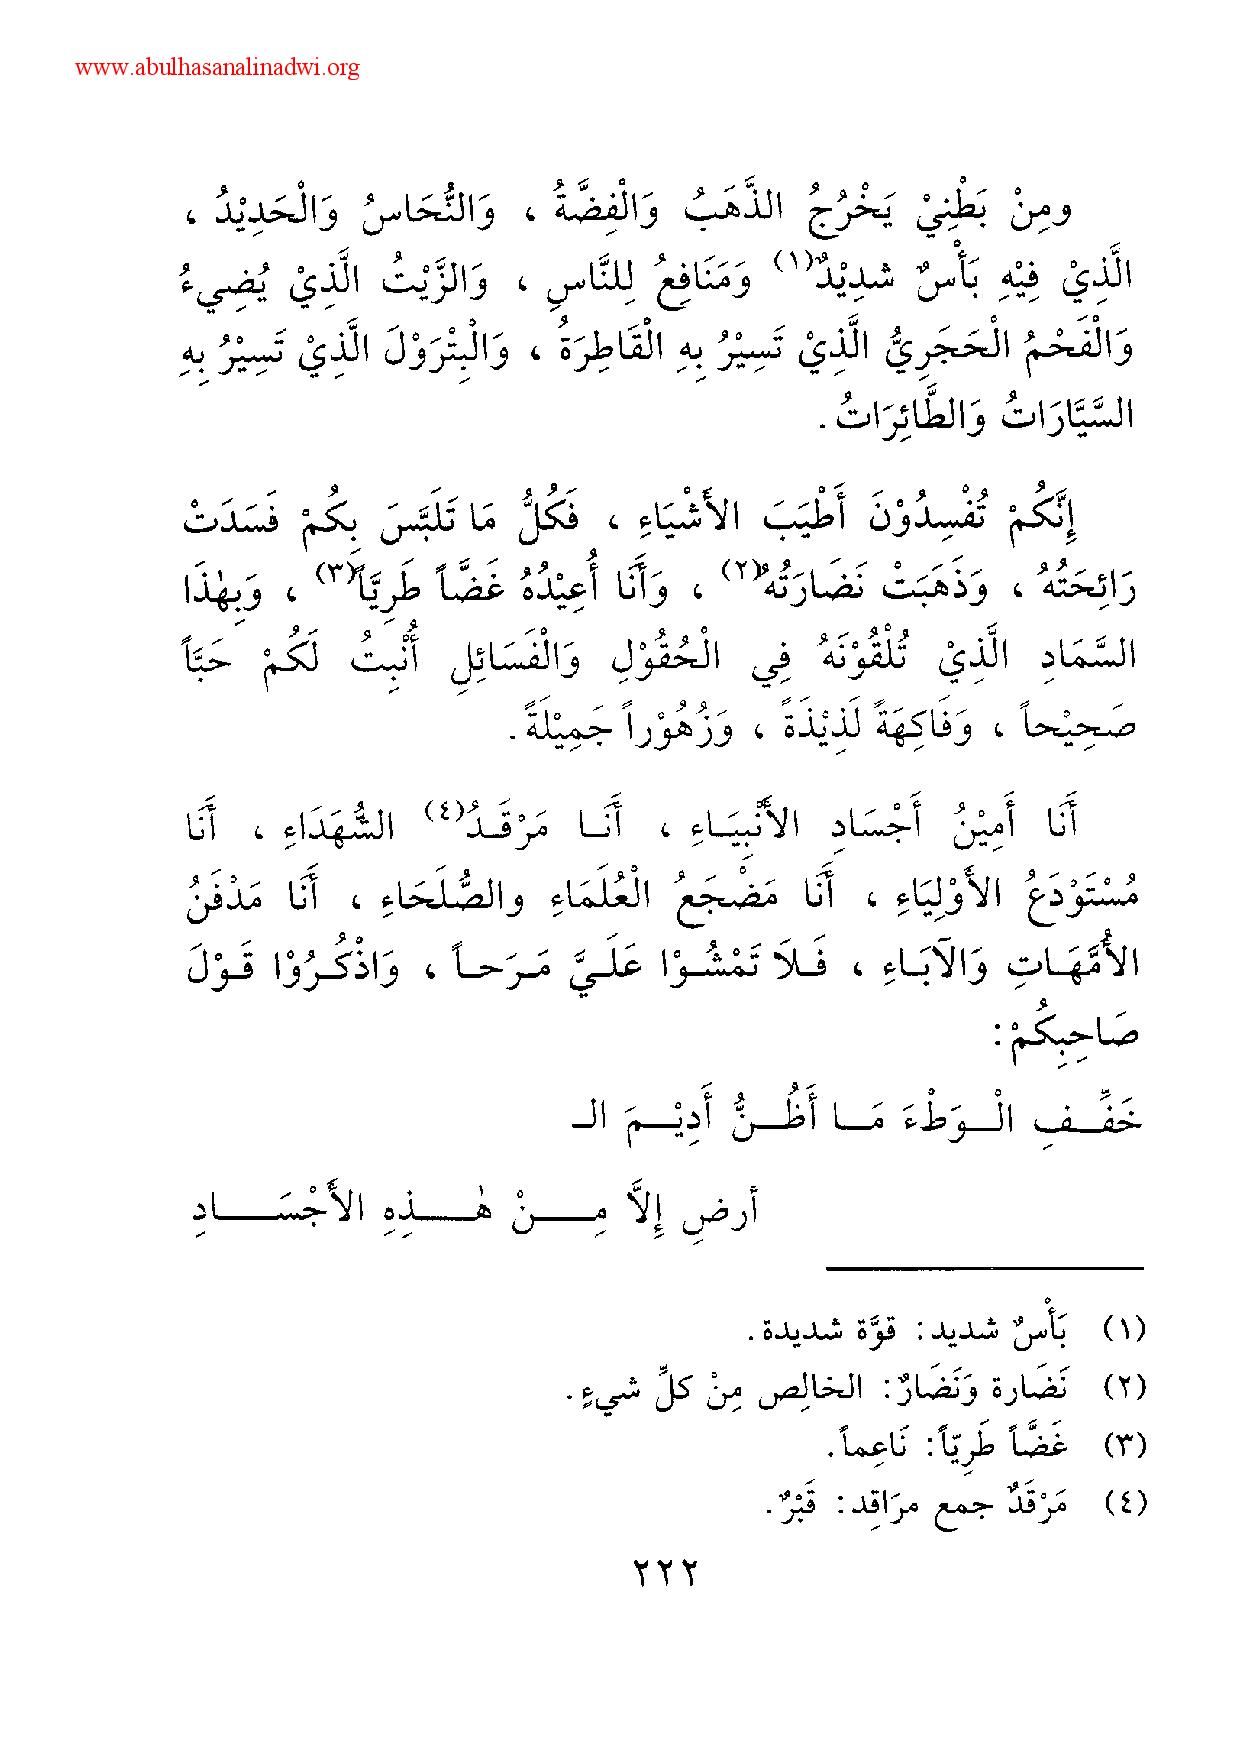 www.abulhasanalinadwi.org
ومِنْ بَطْنِيْ يَخْرُجُ الذَّهَبُ وَالْفِضَّةُ ، وَالنُّحَاسُ وَالْحَدِيْدُ ،
الَّذِيْ فِيْهِ بَأْسٌ شَدِيْدٌ(١) وَمَنَافِعُ لِلنَّاسِ ، وَالزَّيْتُ الَّذِيْ يُضِيءُ
وَالْفَحْمُ الْحَجَرِيُّ الَّذِيْ تَسِيْرُ بِهِ الْقَاطِرَةُ ، وَالْبِتْرَوْلَ الَّذِيْ تَسِيْرُ بِهِ
السَّيَّارَاتُ وَالطَّائِرَاتُ .
إِنَّكُمْ تُفْسِدُوْنَ أَطْيَبَ الأَشْيَاءِ ، فَكُلُّ مَا تَلَبَّسَ بِكُمْ فَسَدَتْ
رَائِحَتُهُ ، وَذَهَبَتْ نَضَارَتُهُ(٢) ، وَأَنَا أُعِيْدُهُ غَضّاً طَرِيّاً(٣) ، وَبِهٰذَا
السَّمَادِ الَّذِيْ تُلْقُوْنَهُ فِي الْحُقُوْلِ وَالْفَسَائِلِ أُنْبِتُ لَكُمْ حَبّاً
صَحِيْحاً ، وَفَاكِهَةً لَذِيْذَةً ، وَزُهُوْراً جَمِيْلَةً .
أَنَا أَمِيْنُ أَجْسَادِ الأَنْبِيَاءِ ، أَنَا مَرْقَدُ(٤) الشُّهَدَاءِ ، أَنَا
مُسْتَوْدَعُ الأَوْلِيَاءِ ، أَنَا مَضْجَعُ الْعُلَمَاءِ والصُّلَحَاءِ ، أَنَا مَدْفَنُ
الأُمَّهَاتِ وَالآبَاءِ ، فَلاَ تَمْشُوْا عَلَيَّ مَرَحاً ، وَاذْكُرُوْا قَوْلَ
صَاحِبِكُمْ :
خَفِّفِ الْوَطْءَ مَا أَظُنُّ أَدِيْمَ الـ
أَرضِ إِلاَّ مِنْ هٰذِهِ الأَجْسَادِ
(١) بَأْسٌ شديد : قوَّة شديدة .
(٢) نَضَارة وَنَضَارٌ : الخالِص مِنْ كلِّ شيءٍ .
(٣) غَضَّاً طَرِيّاً : نَاعِماً .
(٤) مَرْقَدٌ جمع مرَاقِد : قَبْرٌ .
٢٢٢